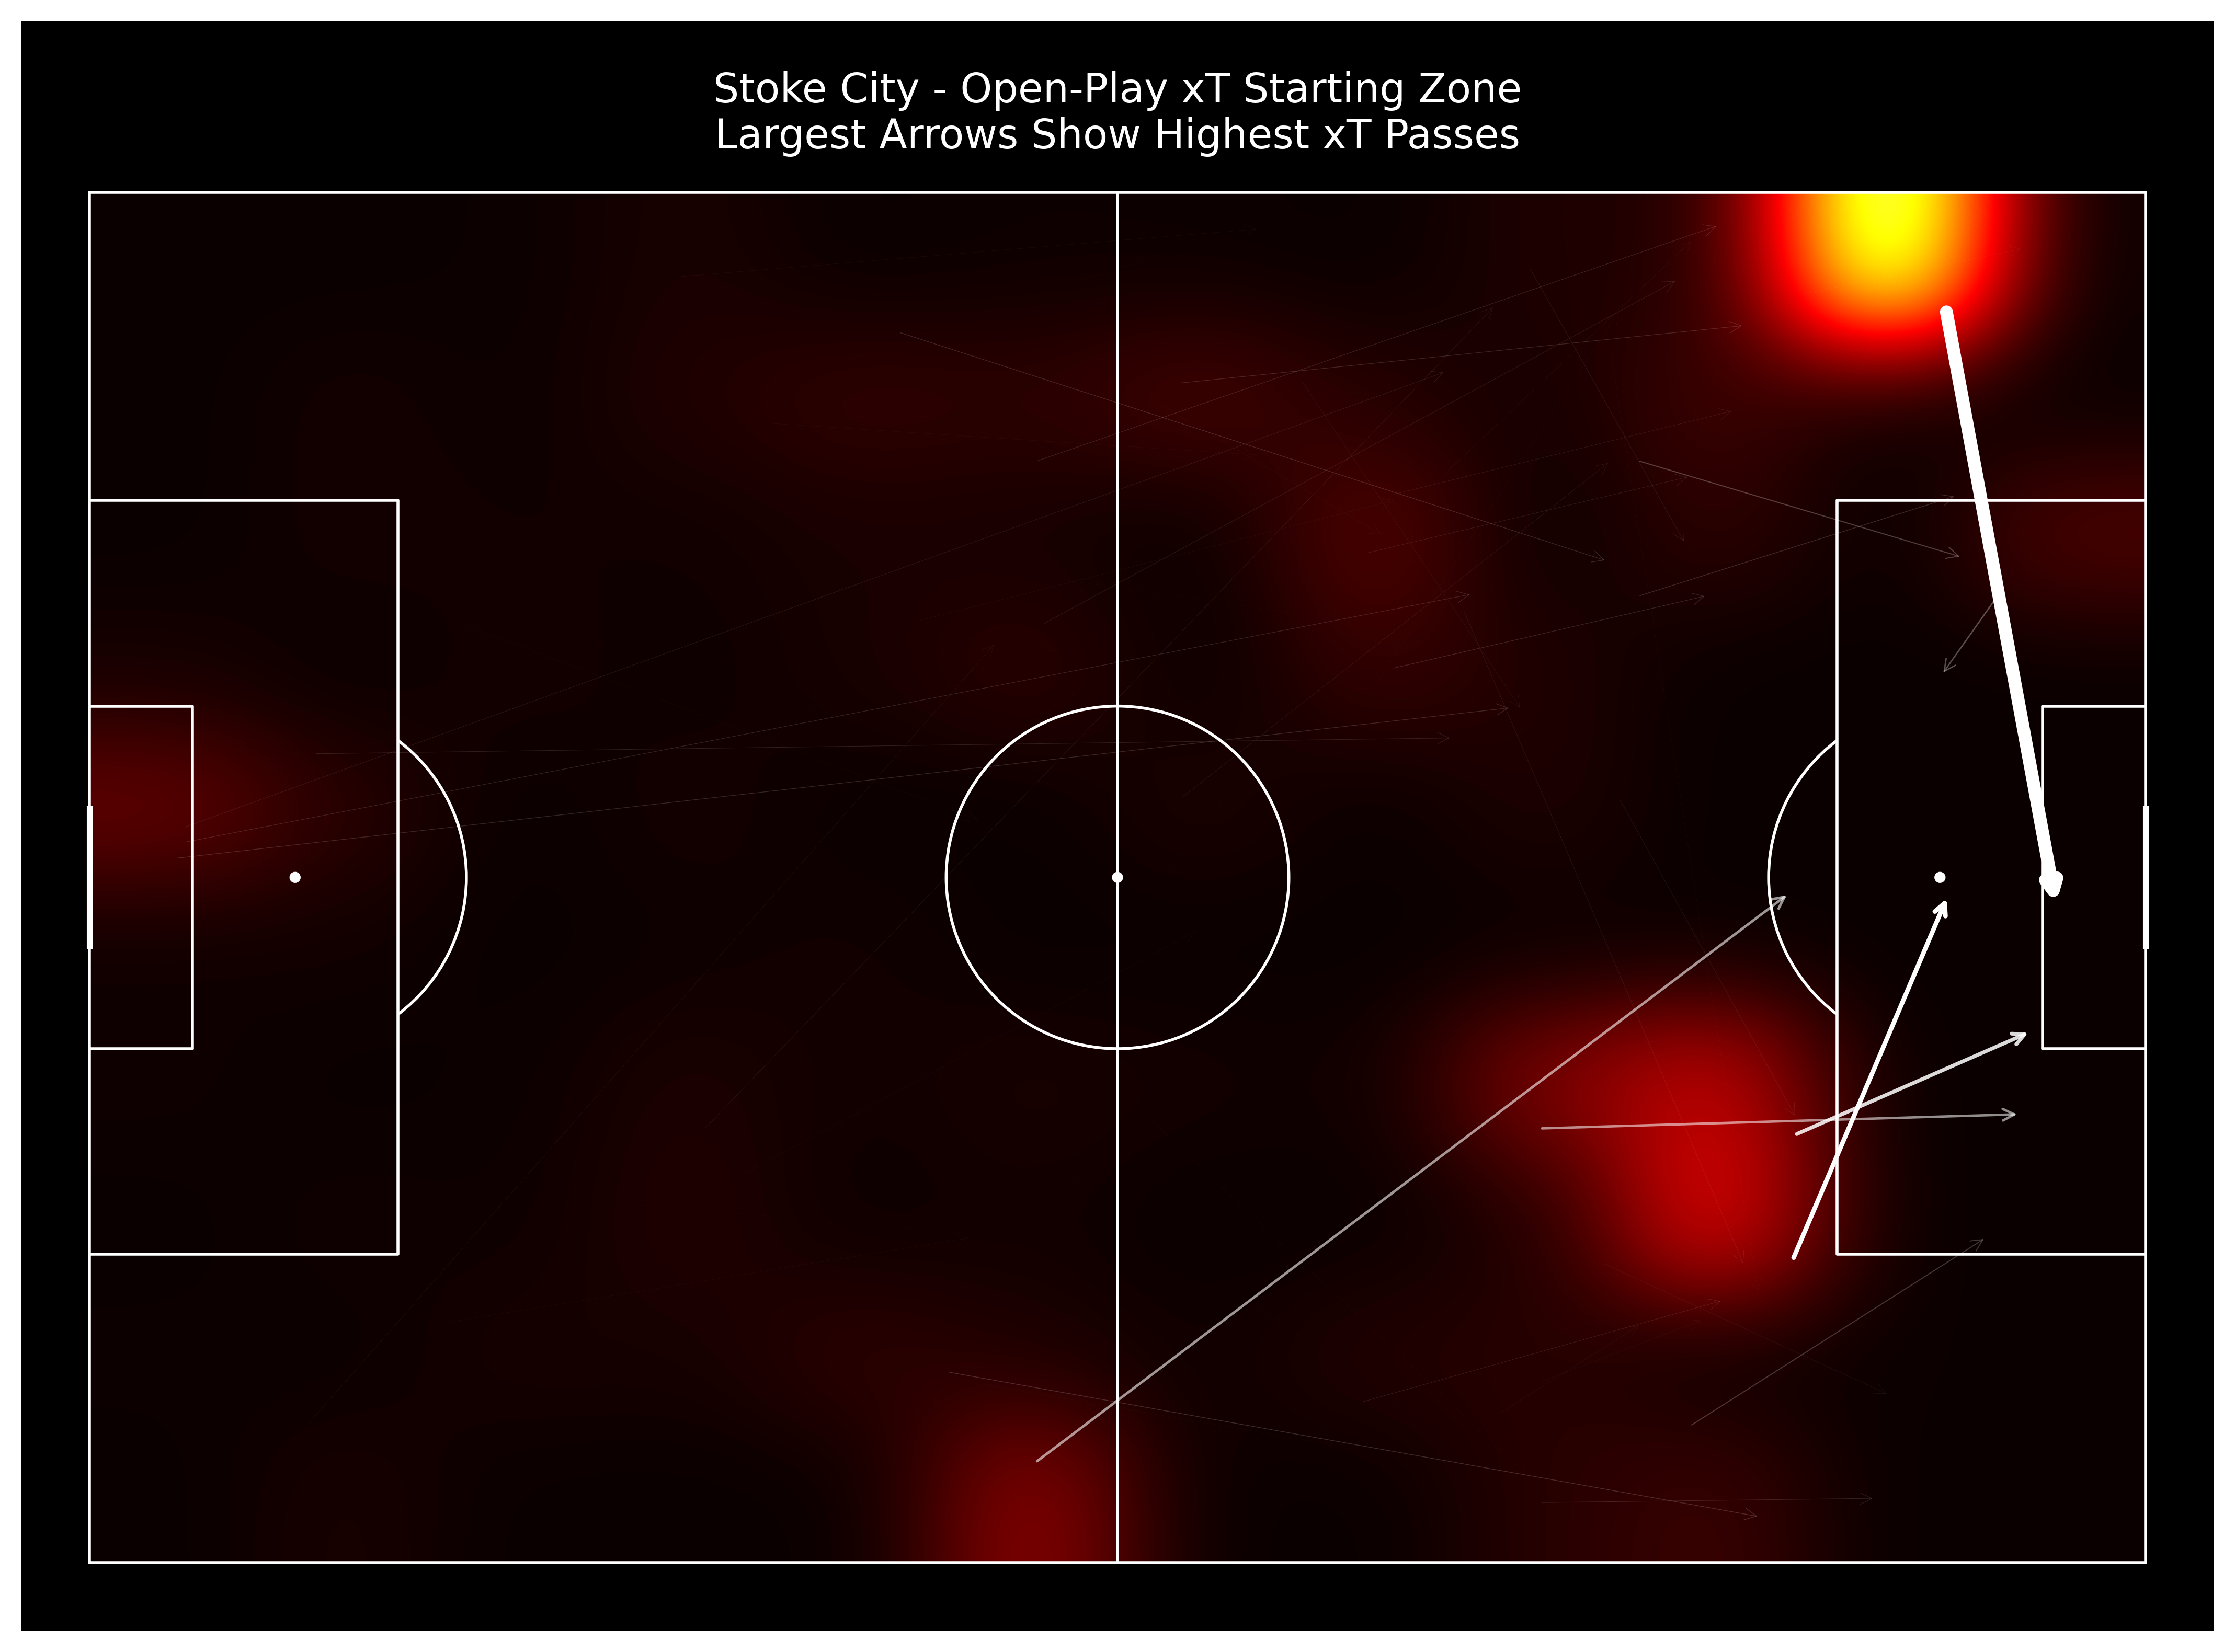 Stoke City - Open-Play xT Starting Zone
Largest Arrows Show Highest xT Passes